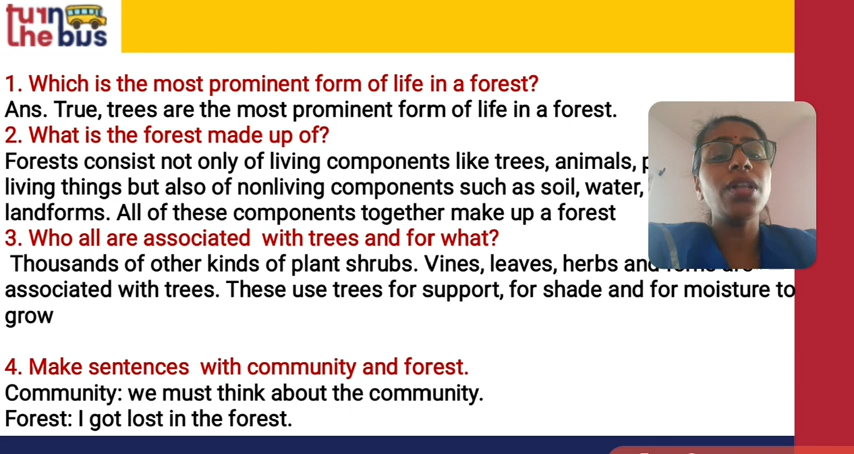 turn
the bus
1. Which is the most prominent form of life in a forest?
Ans. True, trees are the most prominent form of life in a forest.
2. What is the forest made up of?
Forests consist not only of living components like trees, animals,
living things but also of nonliving components such as soil, water,
landforms. All of these components together make up a forest
3. Who all are associated with trees and for what?
Thousands of other kinds of plant shrubs. Vines, leaves, herbs and
associated with trees. These use trees for support, for shade and for moisture to
grow
4. Make sentences with community and forest.
Community: we must think about the community.
Forest: I got lost in the forest.